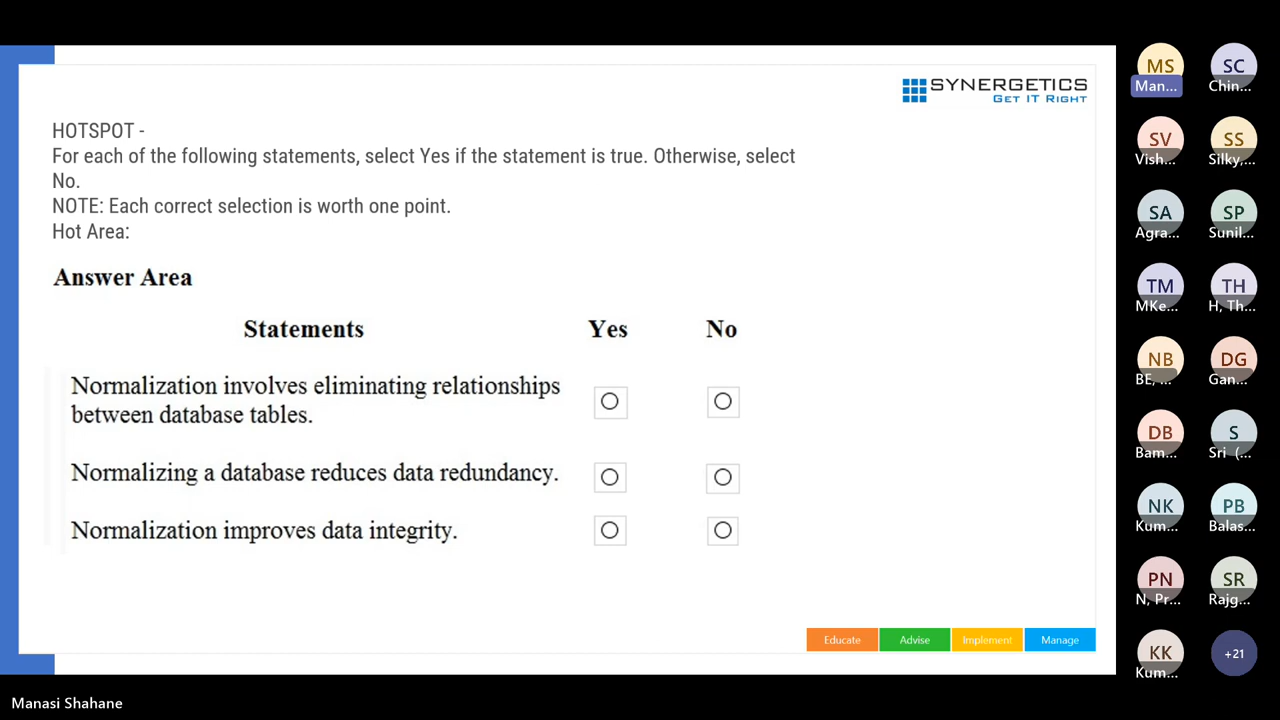 SYNERGETICS
GET IT RIGHT
HOTSPOT -
For each of the following statements, select Yes if the statement is true. Otherwise, select
No.
NOTE: Each correct selection is worth one point.
Hot Area:
Answer Area
Statements Yes No
Normalization involves eliminating relationships
between database tables.
Normalizing a database reduces data redundancy.
Normalization improves data integrity.
Educate Advise Implement Manage
Manasi Shahane
MS SC
Man... Chin...
SV SS
Vish... Silky,...
SA SP
Agra... Sunil...
TM TH
MKe... H, Th...
NB DG
BE, ... Gan...
DB S
Bam... Sri (...
NK PB
Kum... Balas...
PN SR
N, Pr... Rajg...
KK +21
Kum...